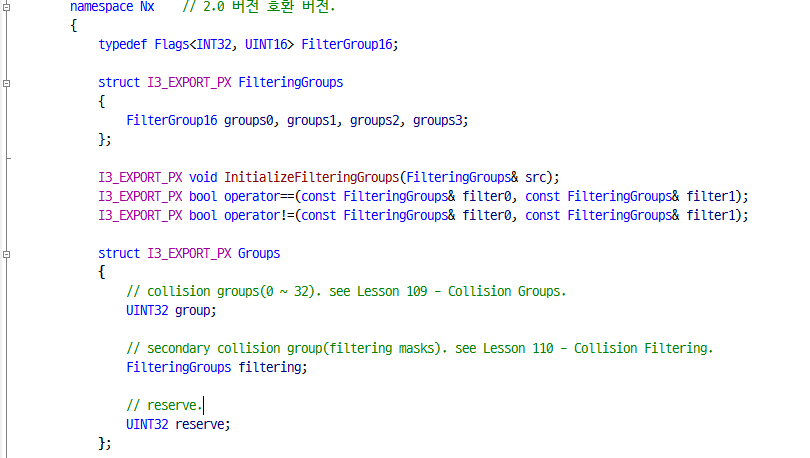 namespace Nx    // 2.0 버전 호환 버전.
{
    typedef Flags<INT32, UINT16> FilterGroup16;
    struct I3_EXPORT_PX FilteringGroups
    {
        FilterGroup16 groups0, groups1, groups2, groups3;
    };
    I3_EXPORT_PX void InitializeFilteringGroups(FilteringGroups& src);
    I3_EXPORT_PX bool operator==(const FilteringGroups& filter0, const FilteringGroups& filter1);
    I3_EXPORT_PX bool operator!=(const FilteringGroups& filter0, const FilteringGroups& filter1);
    struct I3_EXPORT_PX Groups
    {
        // collision groups(0 ~ 32). see Lesson 109 - Collision Groups.
        UINT32 group;
        // secondary collision group(filtering masks). see Lesson 110 - Collision Filtering.
        FilteringGroups filtering;
        // reserve.
        UINT32 reserve;
    };